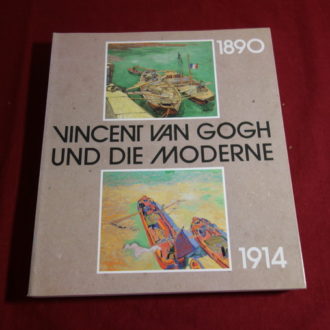 1890
VINCENT VAN GOGH
UND DIE MODERNE
1914